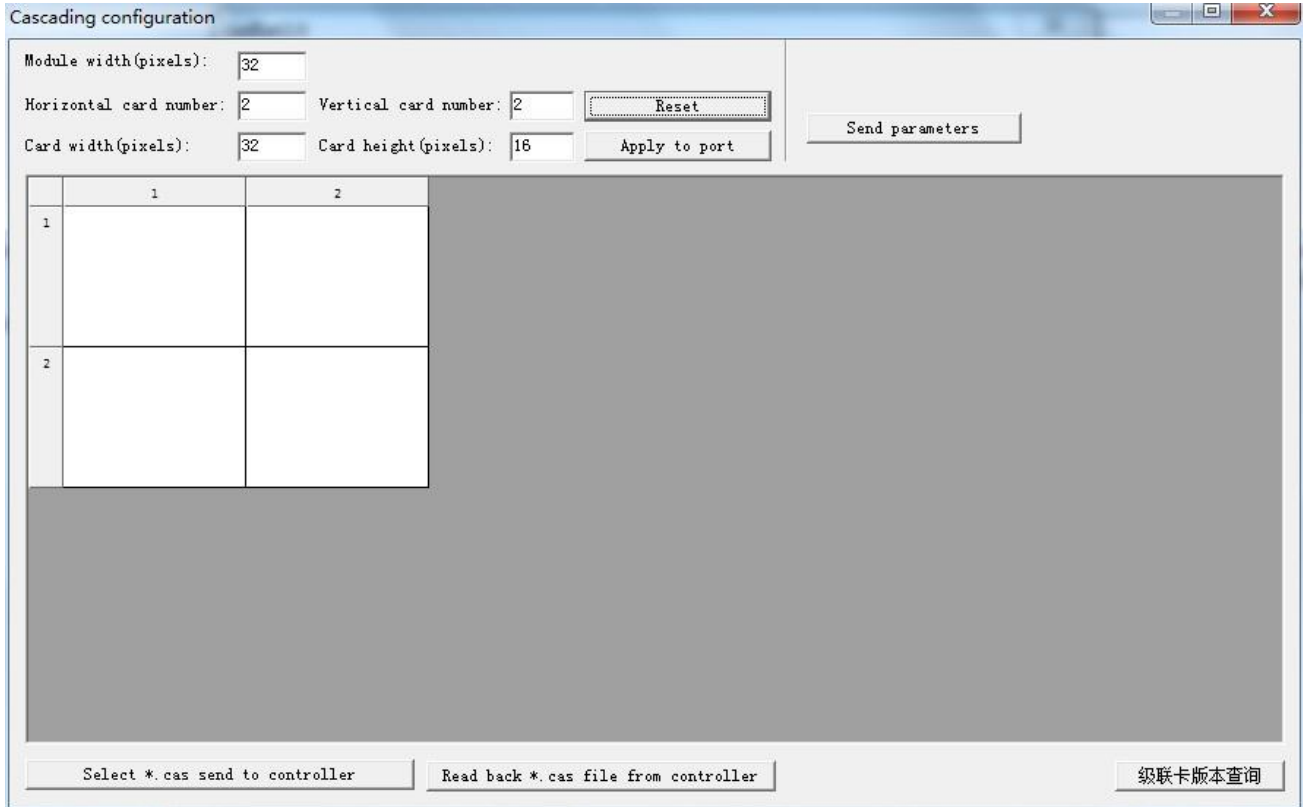 Cascading configuration
Module width(pixels): 32
Horizontal card number: 2 Vertical card number: 2 Reset
Send parameters
Card width(pixels): 32 Card height(pixels): 16 Apply to port
1 2
1
2
Select *.cas send to controller Read back *.cas file from controller 级联卡版本查询